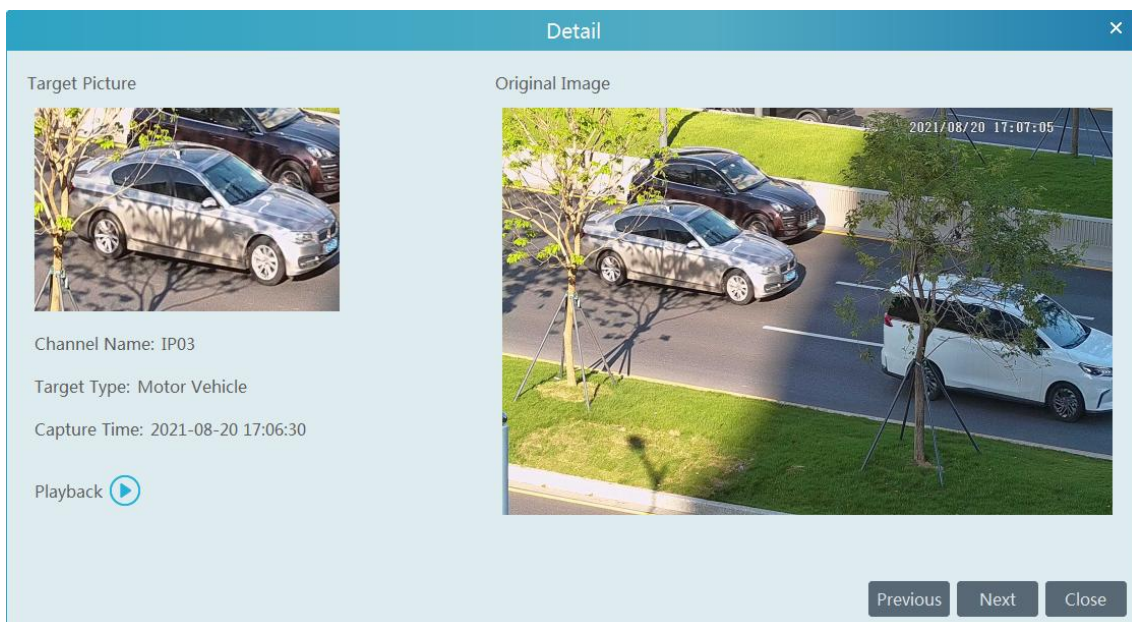 Detail
×
Target Picture
Original Image
2021/08/20 17:07:05
Channel Name: IP03
Target Type: Motor Vehicle
Capture Time: 2021-08-20 17:06:30
Playback
Previous
Next
Close